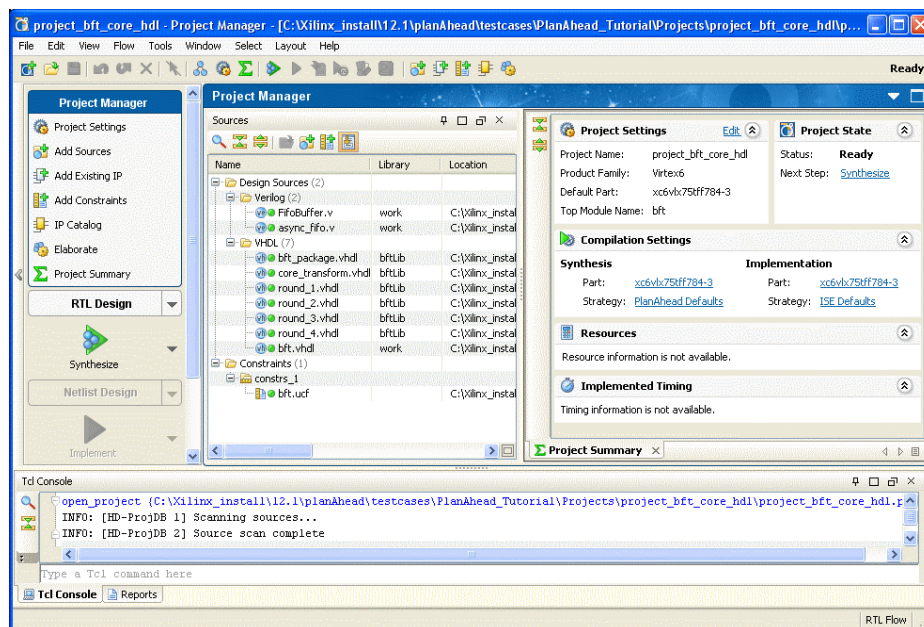 project_bft_core_hdl - Project Manager - [C:\Xilinx_install\12.1\planAhead\testcases\PlanAhead_Tutorial\Projects\project_bft_core_hdl\p...
File Edit View Flow Tools Window Select Layout Help
Ready
Project Manager
Project Settings
Add Sources
Add Existing IP
Add Constraints
IP Catalog
Elaborate
Project Summary
RTL Design
Synthesize
Netlist Design
Implement
Project Manager
Sources
Name Library Location
Design Sources (2)
Verilog (2)
FifoBuffer.v work C:\Xilinx_instal
async_fifo.v work C:\Xilinx_instal
VHDL (7)
bft_package.vhdl bftLib C:\Xilinx_instal
core_transform.vhdl bftLib C:\Xilinx_instal
round_1.vhdl bftLib C:\Xilinx_instal
round_2.vhdl bftLib C:\Xilinx_instal
round_3.vhdl bftLib C:\Xilinx_instal
round_4.vhdl bftLib C:\Xilinx_instal
bft.vhdl work C:\Xilinx_instal
Constraints (1)
constrs_1
bft.ucf C:\Xilinx_instal
Project Settings Edit
Project Name: project_bft_core_hdl
Product Family: Virtex6
Default Part: xc6vlx75tff784-3
Top Module Name: bft
Project State
Status: Ready
Next Step: Synthesize
Compilation Settings
Synthesis
Part: xc6vlx75tff784-3
Strategy: PlanAhead Defaults
Implementation
Part: xc6vlx75tff784-3
Strategy: ISE Defaults
Resources
Resource information is not available.
Implemented Timing
Timing information is not available.
Project Summary
Tcl Console
open_project {C:\Xilinx_install\12.1\planAhead\testcases\PlanAhead_Tutorial\Projects\project_bft_core_hdl\project_bft_core_hdl.p
INFO: [HD-ProjDB 1] Scanning sources...
INFO: [HD-ProjDB 2] Source scan complete
Type a Tcl command here
Tcl Console Reports
RTL Flow